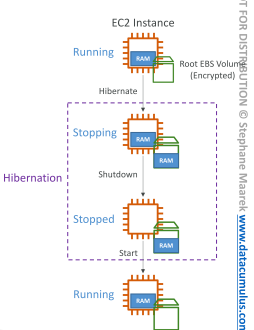 EC2 Instance
Running
RAM
Root EBS Volume
(Encrypted)
Hibernate
Stopping
RAM
RAM
Hibernation
Shutdown
Stopped
RAM
Start
Running
RAM
OT FOR DISTRIBUTION © Stephane Maarek www.datacumulus.com